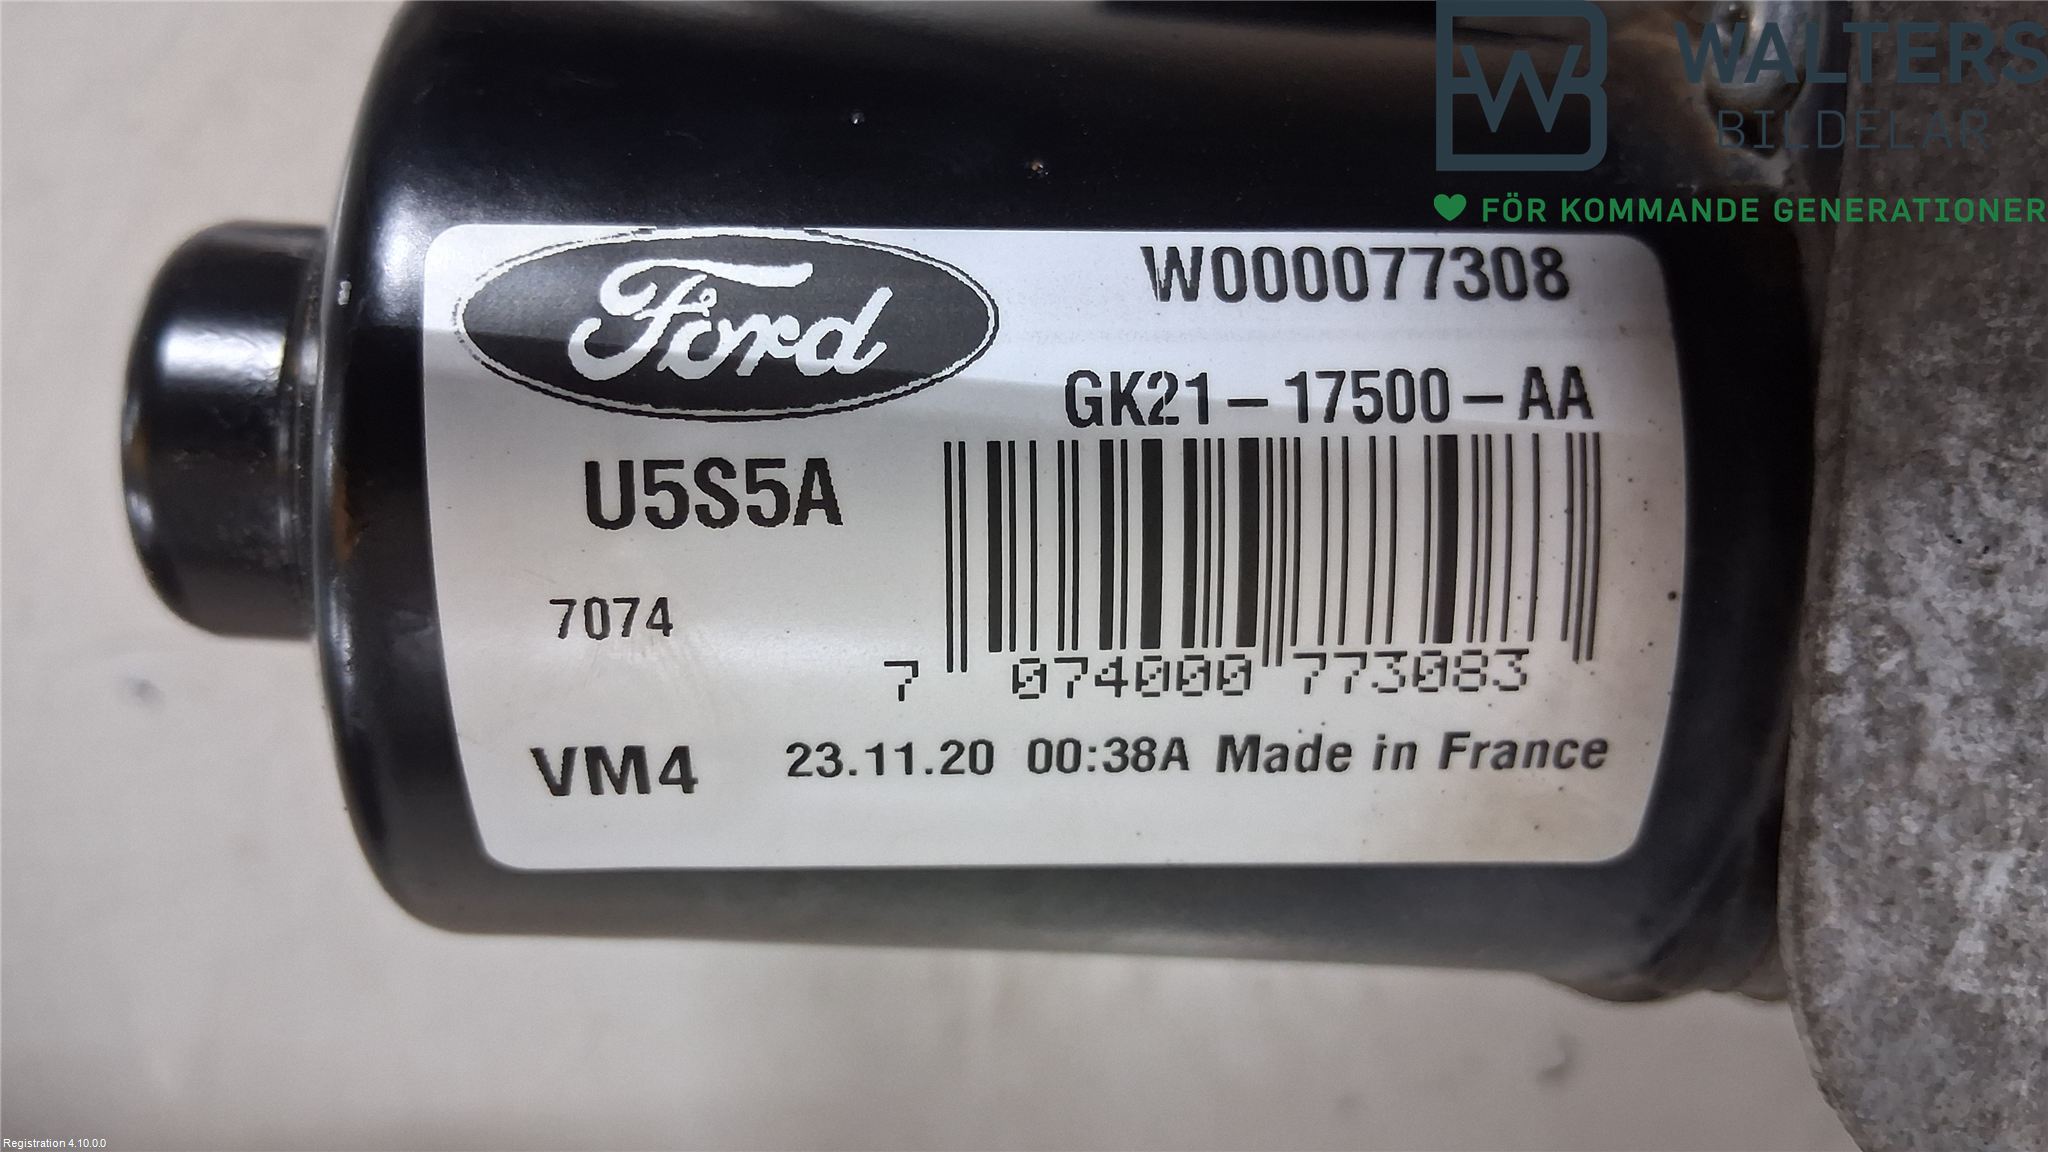 WALTERS
BILDELAR
FÖR KOMMANDE GENERATIONER
Ford
W000077308
GK21-17500-AA
U5S5A
7074
7 074000 773083
VM4 23.11.20 00:38A Made in France
Registration 4.10.0.0